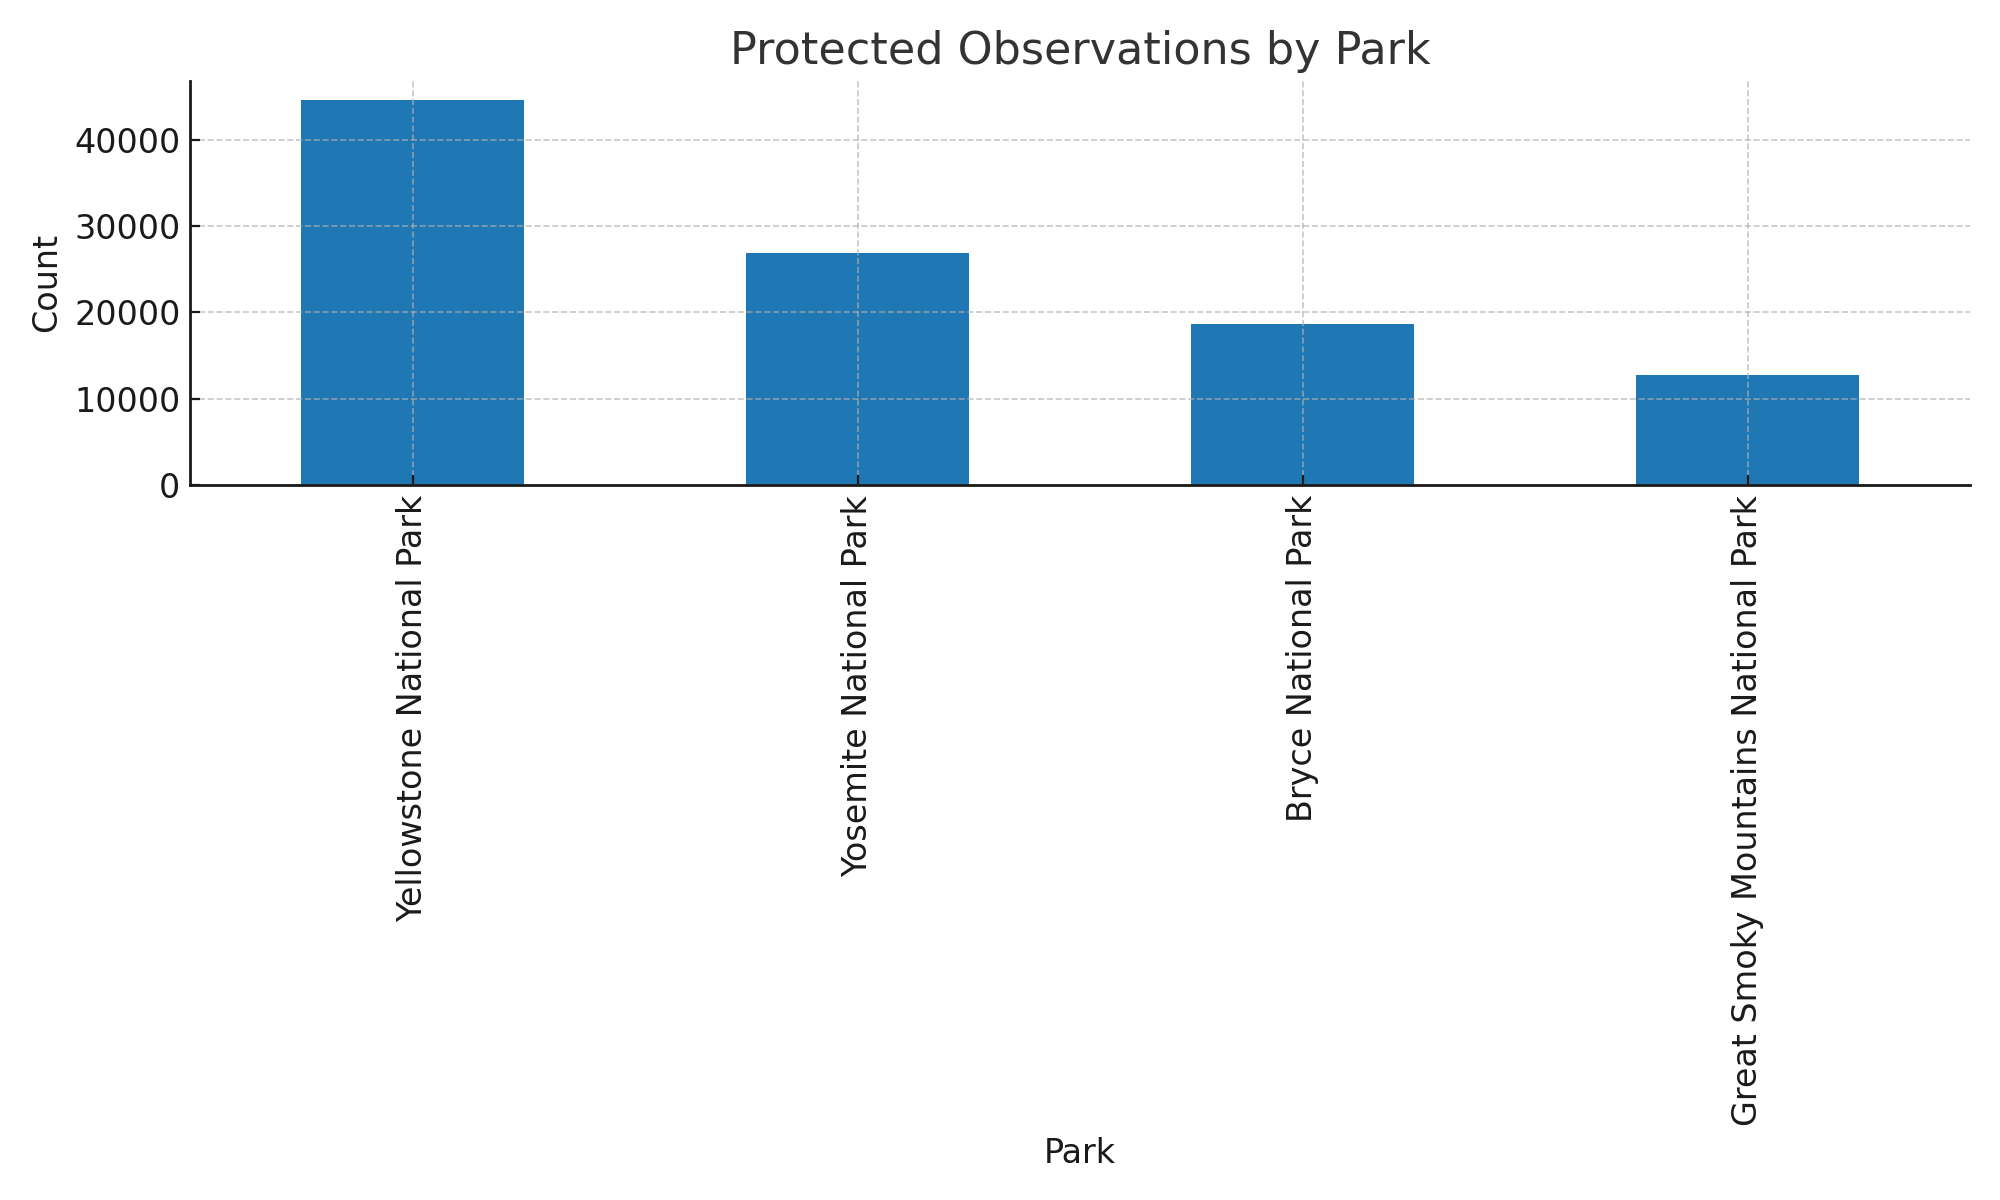 Protected Observations by Park
Count
40000
30000
20000
10000
0
Yellowstone National Park
Yosemite National Park
Bryce National Park
Great Smoky Mountains National Park
Park